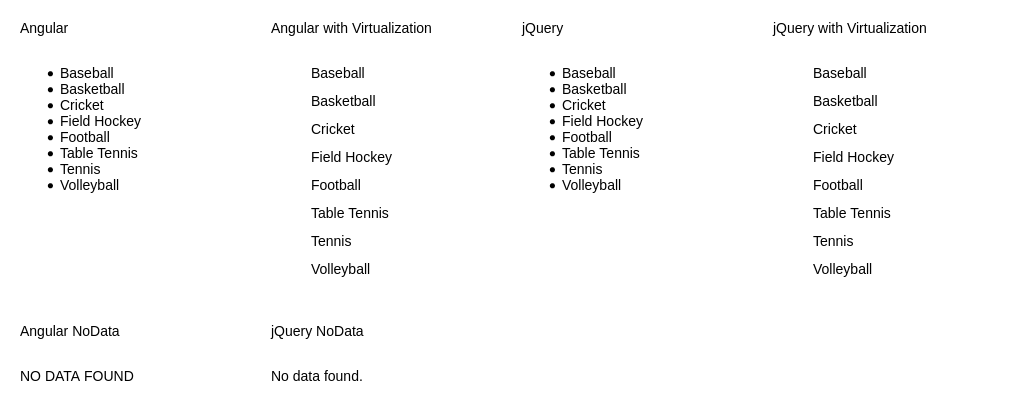 Angular
Baseball
Basketball
Cricket
Field Hockey
Football
Table Tennis
Tennis
Volleyball
Angular with Virtualization
Baseball
Basketball
Cricket
Field Hockey
Football
Table Tennis
Tennis
Volleyball
jQuery
Baseball
Basketball
Cricket
Field Hockey
Football
Table Tennis
Tennis
Volleyball
jQuery with Virtualization
Baseball
Basketball
Cricket
Field Hockey
Football
Table Tennis
Tennis
Volleyball
Angular NoData
NO DATA FOUND
jQuery NoData
No data found.